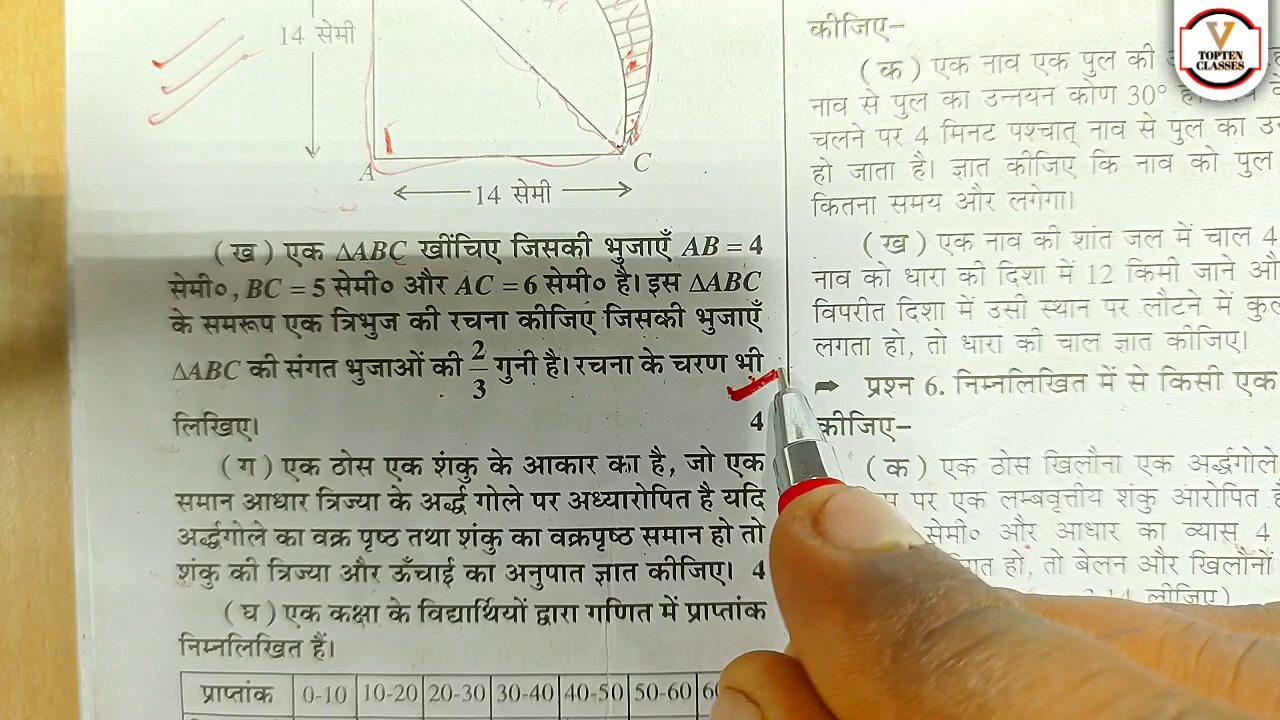 14 सेमी
A
C
14 सेमी
( ख ) एक ΔABC खींचिए जिसकी भुजाएँ AB = 4
सेमी०, BC = 5 सेमी० और AC = 6 सेमी० है। इस ΔABC
के समरूप एक त्रिभुज की रचना कीजिए जिसकी भुजाएँ
ΔABC की संगत भुजाओं की 2/3 गुनी है। रचना के चरण भी
लिखिए। 4
( ग ) एक ठोस एक शंकु के आकार का है, जो एक
समान आधार त्रिज्या के अर्द्ध गोले पर अध्यारोपित है यदि
अर्द्धगोले का वक्र पृष्ठ तथा शंकु का वक्रपृष्ठ समान हो तो
शंकु की त्रिज्या और ऊँचाई का अनुपात ज्ञात कीजिए। 4
( घ ) एक कक्षा के विद्यार्थियों द्वारा गणित में प्राप्तांक
निम्नलिखित हैं।
प्राप्तांक 0-10 10-20 20-30 30-40 40-50 50-60
कीजिए-
( क ) एक नाव एक पुल की
नाव से पुल का उन्नयन कोण 30°
चलने पर 4 मिनट पश्चात् नाव से पुल का
हो जाता है। ज्ञात कीजिए कि नाव को पुल
कितना समय और लगेगा।
( ख ) एक नाव की शांत जल में चाल 4
नाव को धारा की दिशा में 12 किमी जाने
विपरीत दिशा में उसी स्थान पर लौटने में
लगता हो, तो धारा की चाल ज्ञात कीजिए।
➡ प्रश्न 6. निम्नलिखित में से किसी एक
कीजिए-
( क ) एक ठोस खिलौना एक अर्द्धगोले
पर एक लम्बवृत्तीय शंकु आरोपित
सेमी० और आधार का व्यास 4
हो, तो बेलन और खिलौनों
लीजिए)
V
TOPTEN
CLASSES